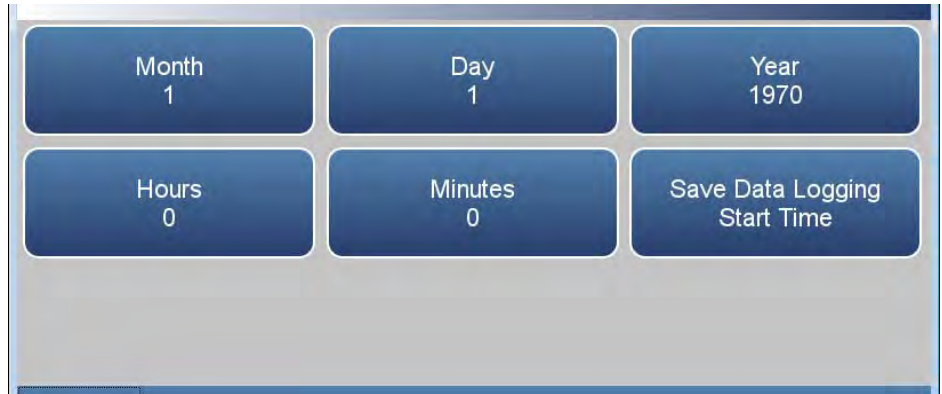 Month
1
Day
1
Year
1970
Hours
0
Minutes
0
Save Data Logging
Start Time